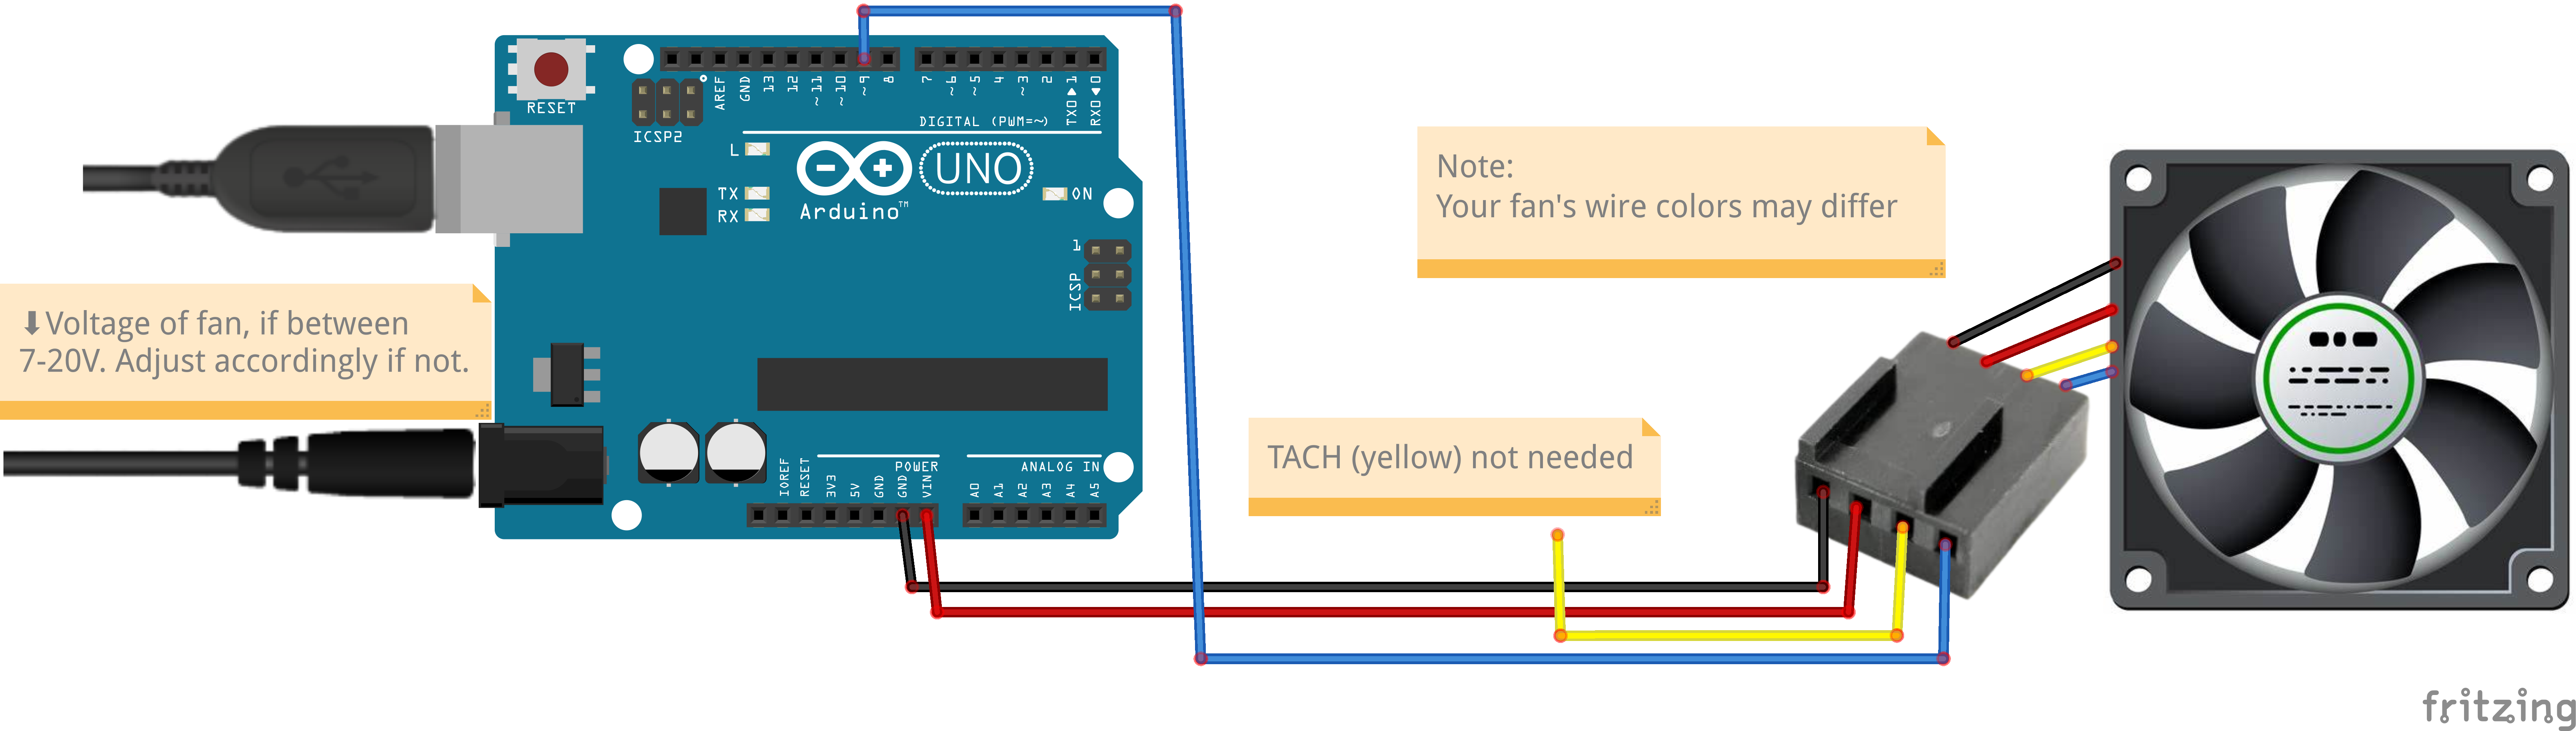 RESET
ICSP2
AREF
GND
13
12
~11
~10
~9
8
7
~6
~5
4
~3
2
TX0▶1
RX0◀0
DIGITAL (PWM=~)
L
TX
RX
Arduino™
UNO
ON
1
ICSP
Note:
Your fan's wire colors may differ
⬇Voltage of fan, if between
7-20V. Adjust accordingly if not.
TACH (yellow) not needed
POWER
ANALOG IN
IOREF
RESET
3V3
5V
GND
GND
VIN
A0
A1
A2
A3
A4
A5
fritzing